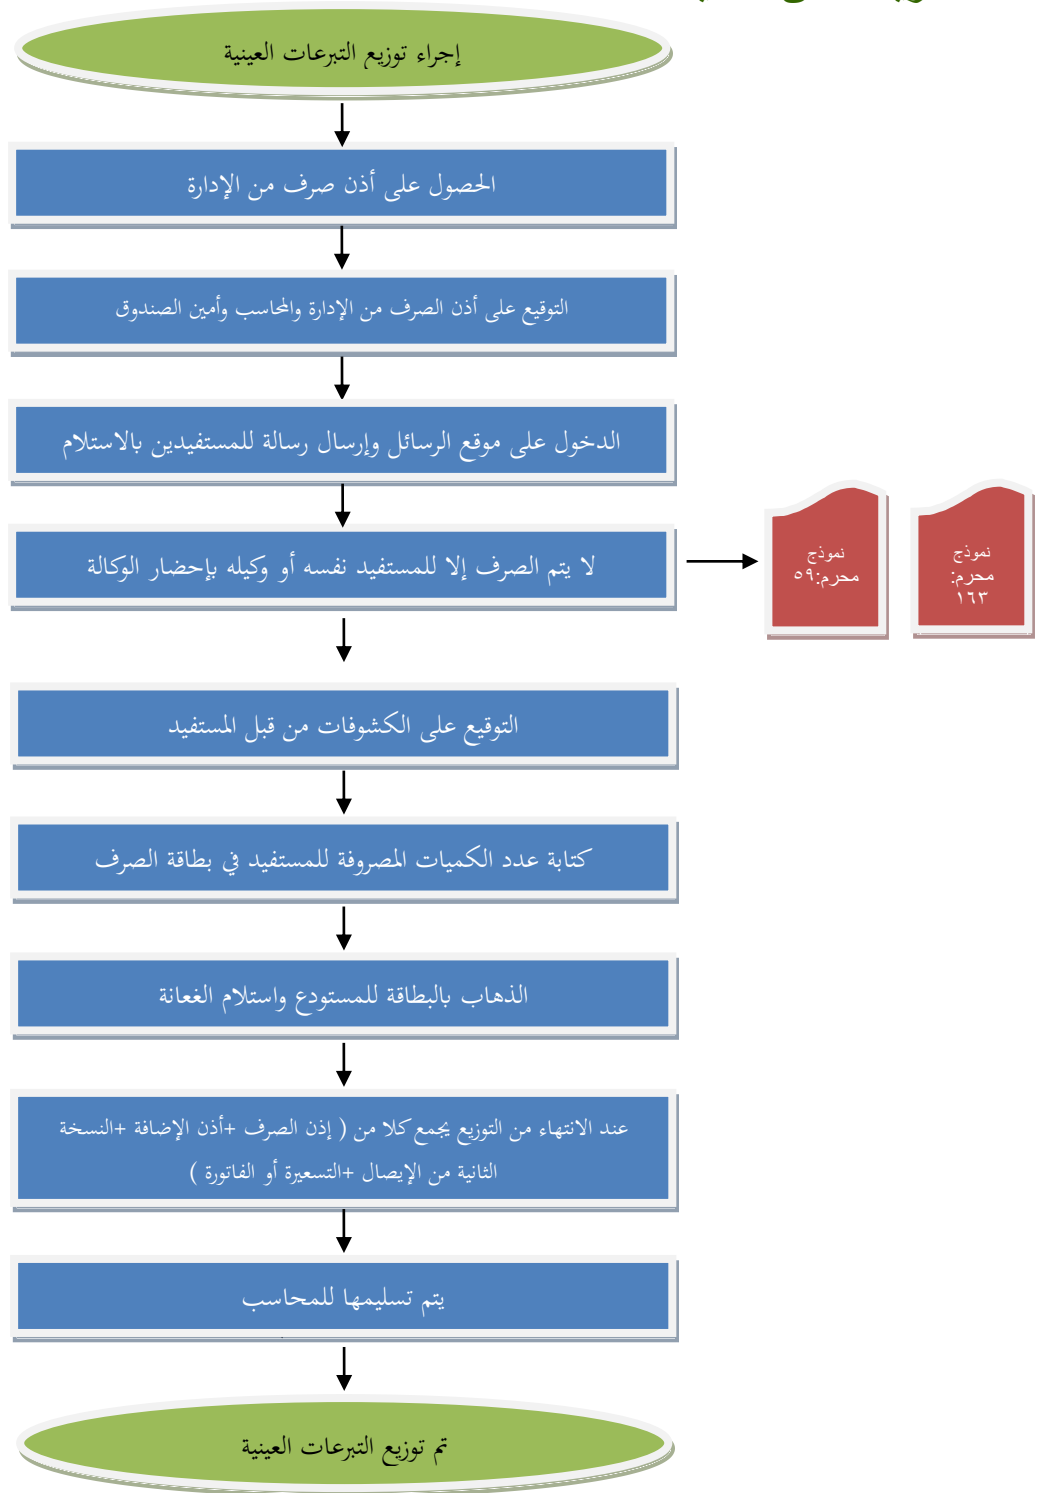 إجراء توزيع التبرعات العينية
الحصول على أذن صرف من الإدارة
التوقيع على أذن الصرف من الإدارة والمحاسب وأمين الصندوق
الدخول على موقع الرسائل وإرسال رسالة للمستفيدين بالاستلام
لا يتم الصرف إلا للمستفيد نفسه أو وكيله بإحضار الوكالة
نموذج
محرم:٥٩
نموذج
محرم:
١٦٣
التوقيع على الكشوفات من قبل المستفيد
كتابة عدد الكميات المصروفة للمستفيد في بطاقة الصرف
الذهاب بالبطاقة للمستودع واستلام الغعانة
عند الانتهاء من التوزيع يجمع كلا من ( إذن الصرف +أذن الإضافة +النسخة
الثانية من الإيصال +التسعيرة أو الفاتورة )
يتم تسليمها للمحاسب
تم توزيع التبرعات العينية